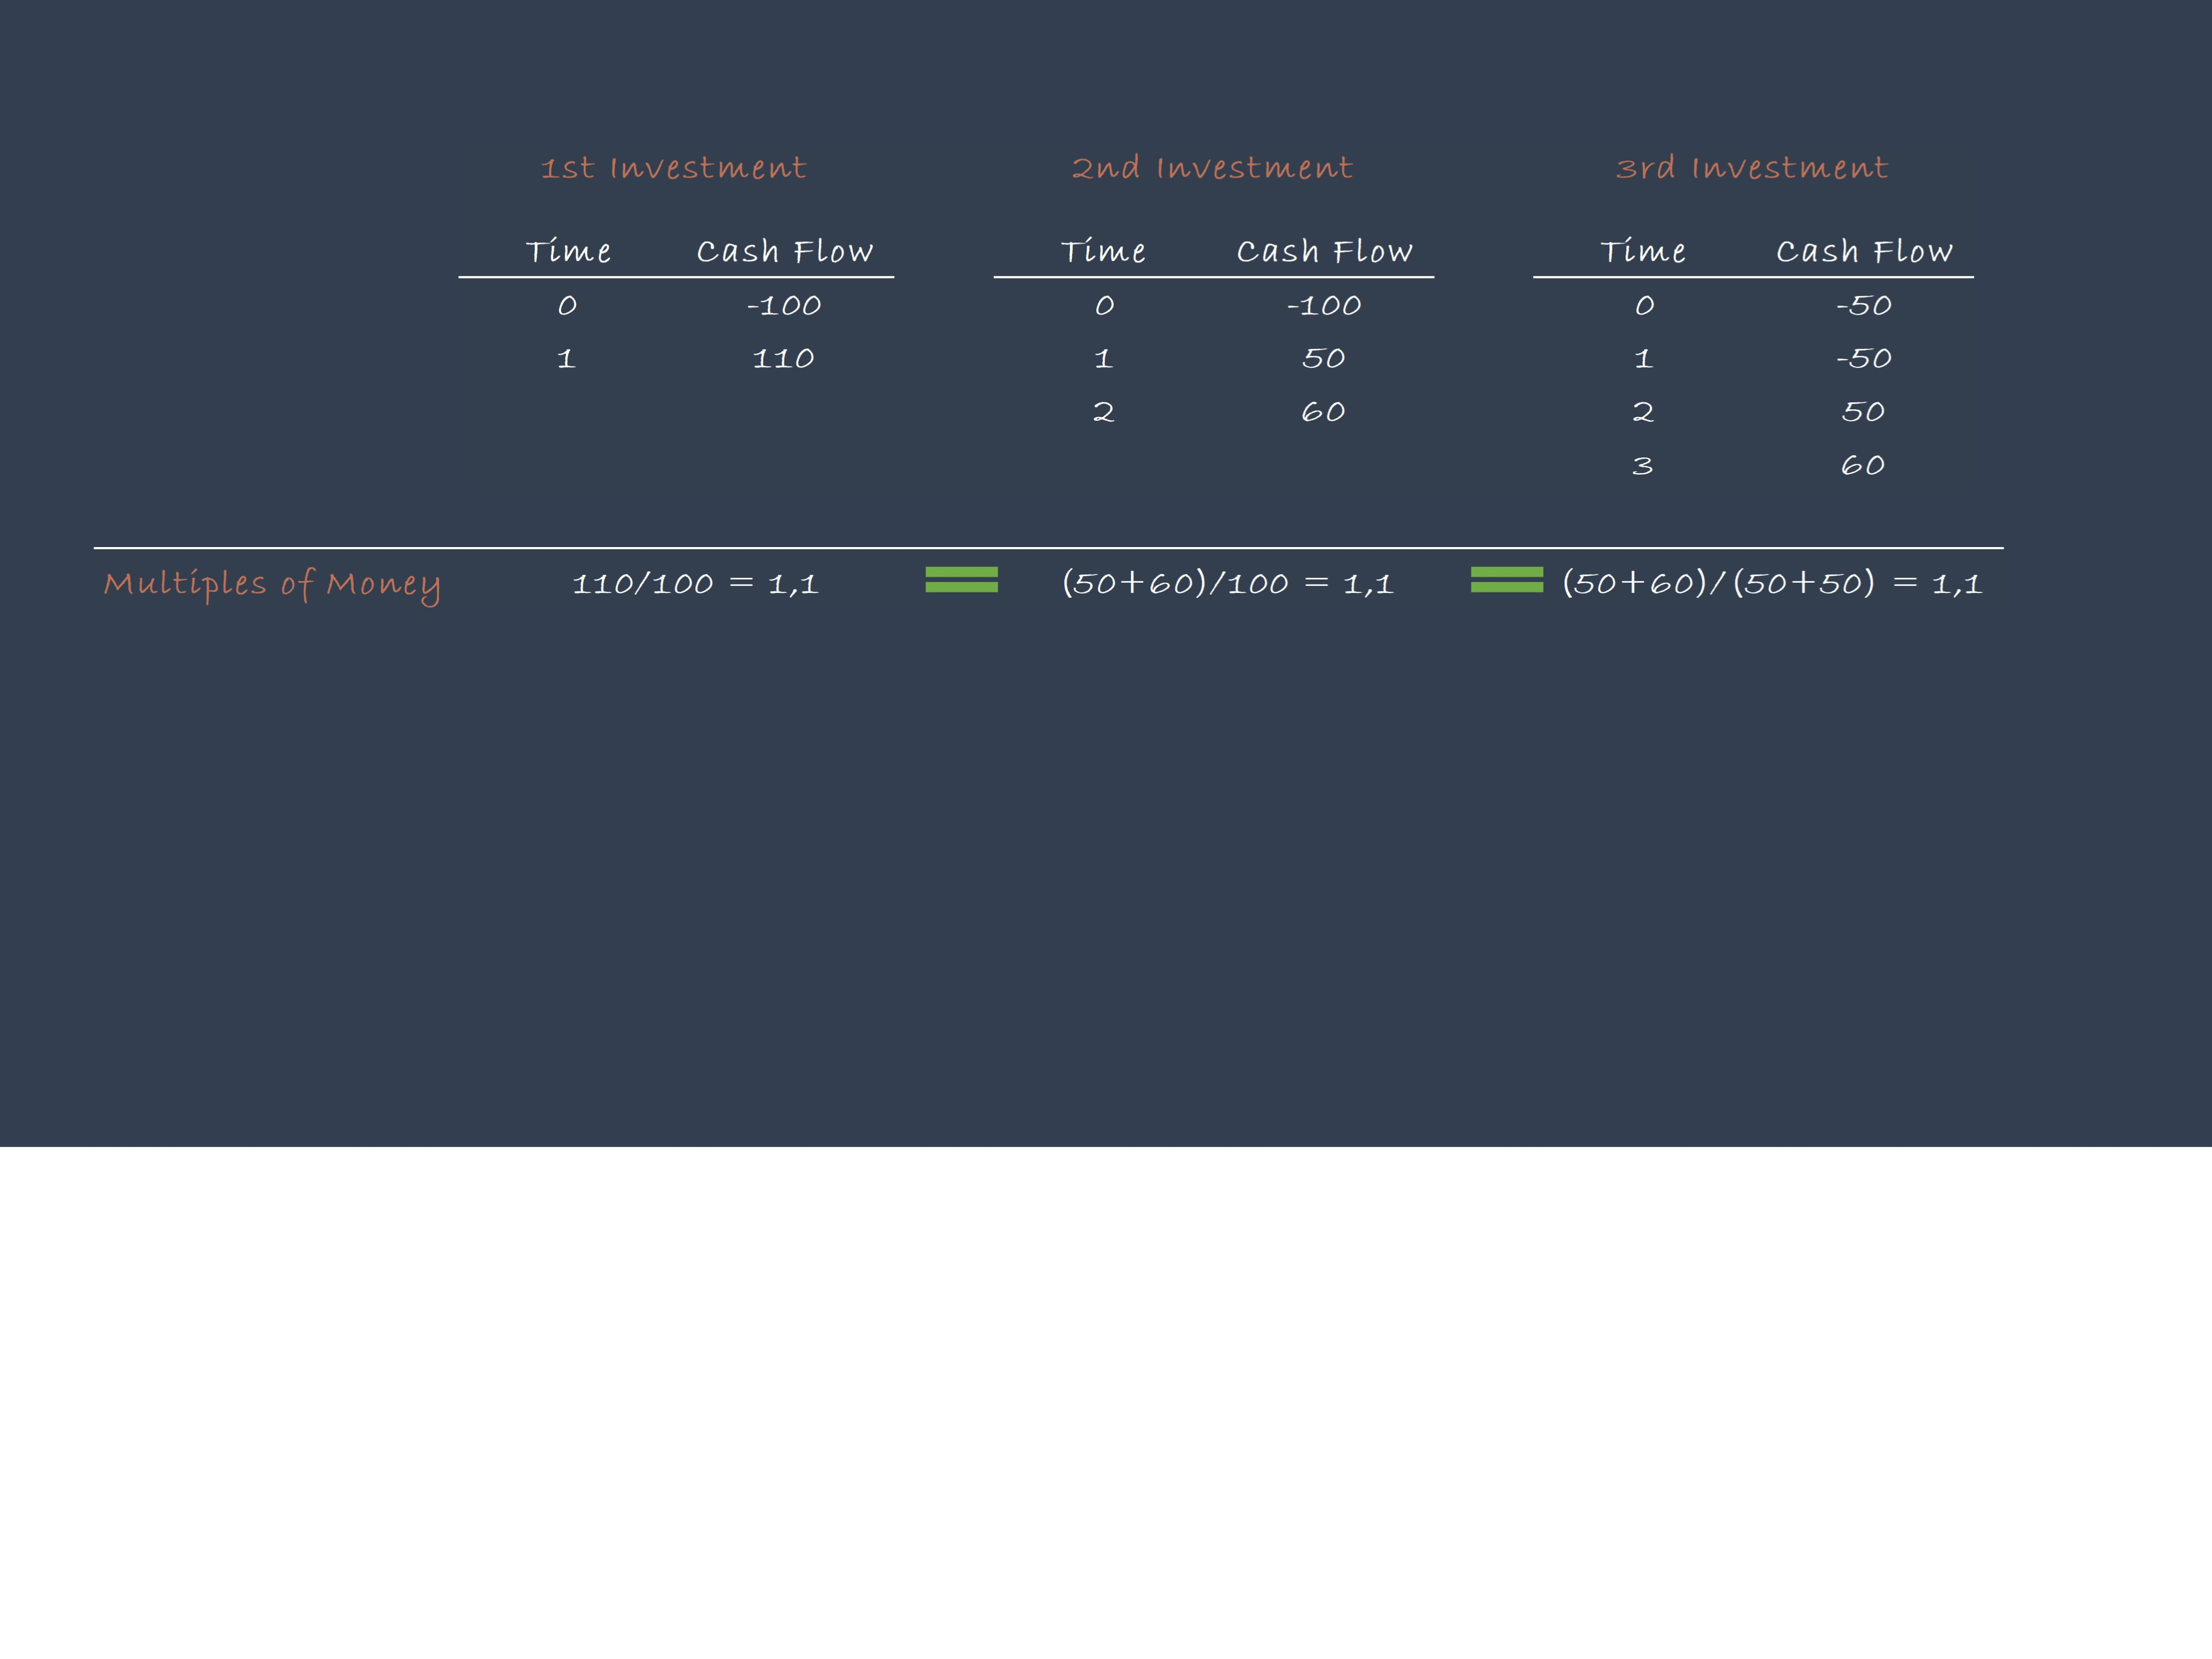 1st Investment 2nd Investment 3rd Investment
Time Cash Flow Time Cash Flow Time Cash Flow
0 -100 0 -100 0 -50
1 110 1 50 1 -50
2 60 2 50
3 60
Multiples of Money 110/100 = 1,1 = (50+60)/100 = 1,1 = (50+60)/(50+50) = 1,1